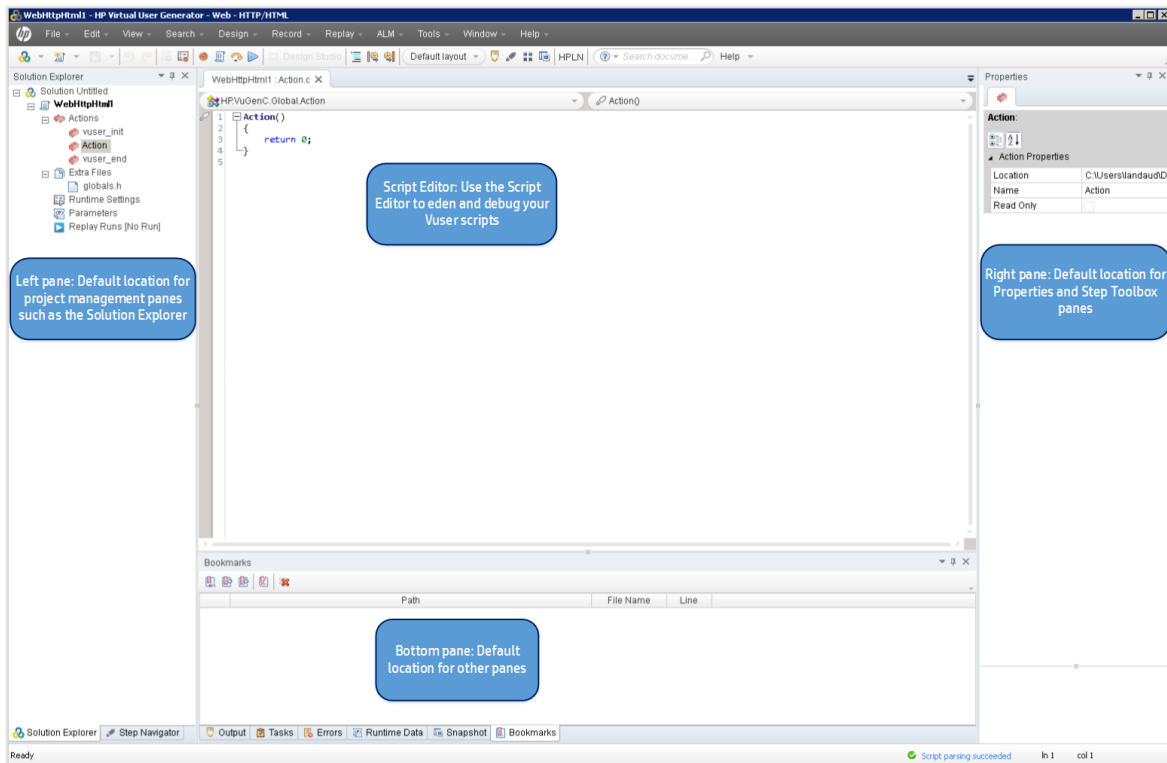 WebHttpHtml1 - HP Virtual User Generator - Web - HTTP/HTML
hp File Edit View Search Design Record Replay ALM Tools Window Help
Design Studio Default layout HPLN Search docume... Help
Solution Explorer
Solution Untitled
WebHttpHtml1
Actions
vuser_init
Action
vuser_end
Extra Files
globals.h
Runtime Settings
Parameters
Replay Runs [No Run]
Left pane: Default location for
project management panes
such as the Solution Explorer
Solution Explorer Step Navigator
WebHttpHtml1 : Action.c
HP.VuGenC.Global.Action Action()
1 Action()
2 {
3 return 0;
4 }
5
Script Editor: Use the Script
Editor to eden and debug your
Vuser scripts
Bookmarks
Path File Name Line
Bottom pane: Default
location for other panes
Output Tasks Errors Runtime Data Snapshot Bookmarks
Properties
Action:
Action Properties
Location C:\Users\landaud\D
Name Action
Read Only
Right pane: Default location for
Properties and Step Toolbox
panes
Ready Script parsing succeeded ln 1 col 1